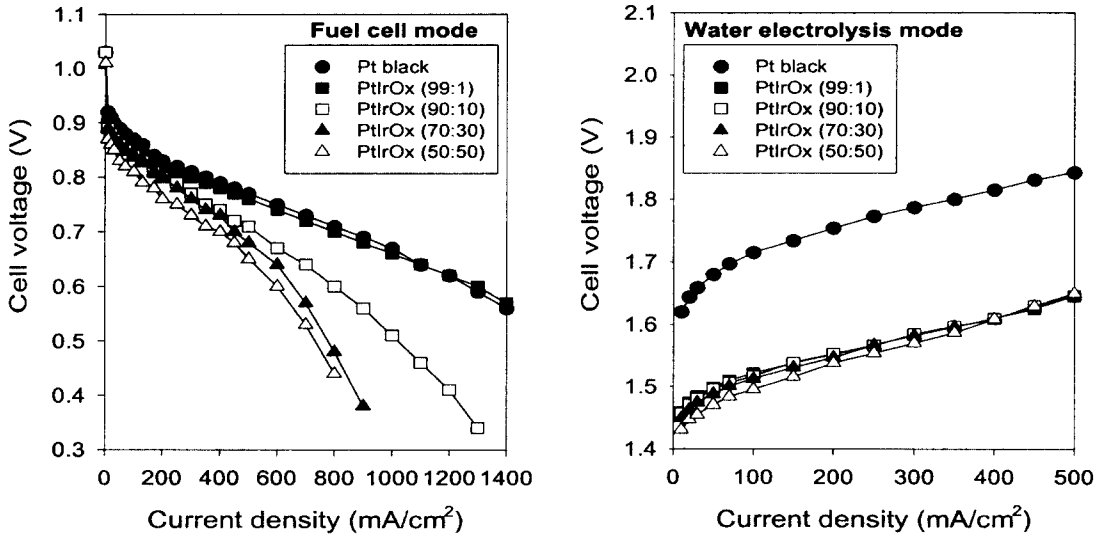 Fuel cell mode
Pt black
PtIrOx (99:1)
PtIrOx (90:10)
PtIrOx (70:30)
PtIrOx (50:50)
1.1
1.0
0.9
0.8
0.7
0.6
0.5
0.4
0.3
Cell voltage (V)
0 200 400 600 800 1000 1200 1400
Current density (mA/cm²)
Water electrolysis mode
Pt black
PtIrOx (99:1)
PtIrOx (90:10)
PtIrOx (70:30)
PtIrOx (50:50)
2.1
2.0
1.9
1.8
1.7
1.6
1.5
1.4
Cell voltage (V)
0 100 200 300 400 500
Current density (mA/cm²)